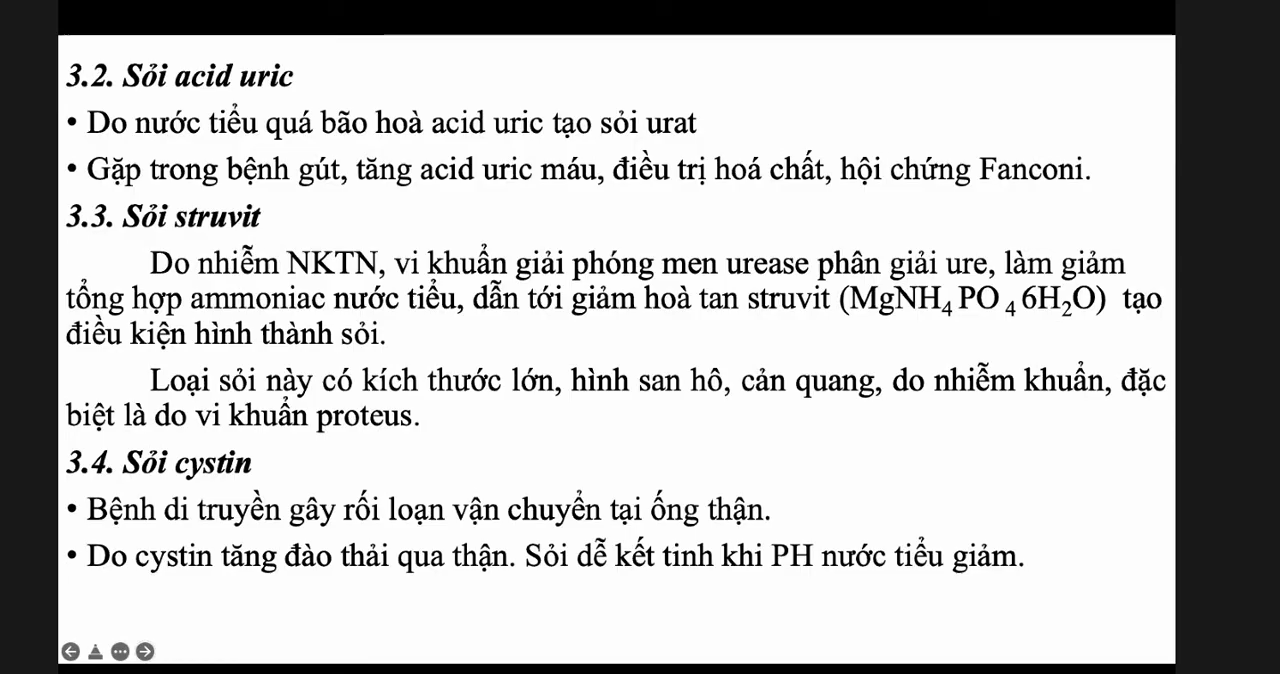 3.2. Sỏi acid uric
• Do nước tiểu quá bão hoà acid uric tạo sỏi urat
• Gặp trong bệnh gút, tăng acid uric máu, điều trị hoá chất, hội chứng Fanconi.
3.3. Sỏi struvit
Do nhiễm NKTN, vi khuẩn giải phóng men urease phân giải ure, làm giảm
tổng hợp ammoniac nước tiểu, dẫn tới giảm hoà tan struvit (MgNH₄ PO ₄ 6H₂O) tạo
điều kiện hình thành sỏi.
Loại sỏi này có kích thước lớn, hình san hô, cản quang, do nhiễm khuẩn, đặc
biệt là do vi khuẩn proteus.
3.4. Sỏi cystin
• Bệnh di truyền gây rối loạn vận chuyển tại ống thận.
• Do cystin tăng đào thải qua thận. Sỏi dễ kết tinh khi PH nước tiểu giảm.